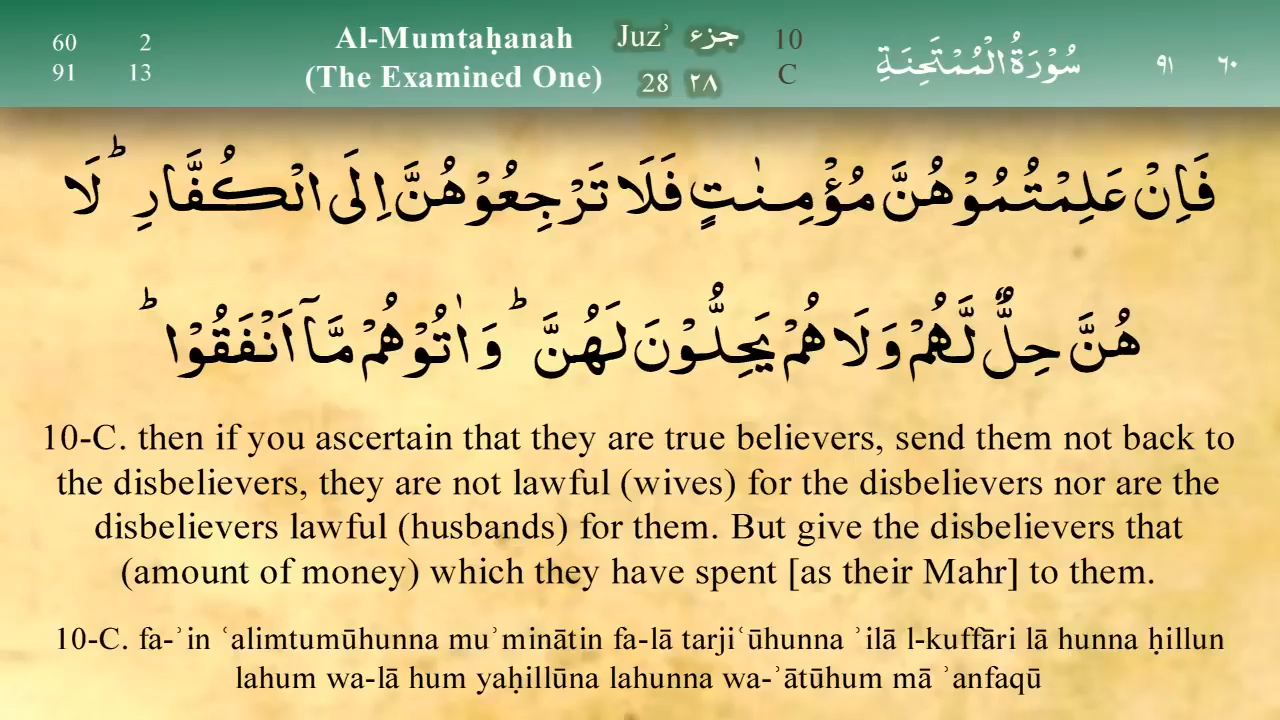 60 2 Al-Mumtaḥanah Juzʾ جزء 10 سُوْرَةُ الْمُمْتَحِنَةِ ٩١ ٦٠
91 13 (The Examined One) 28 ٢٨ C
فَاِنْ عَلِمْتُمُوْهُنَّ مُؤْمِنٰتٍ فَلَا تَرْجِعُوْهُنَّ اِلَى الْكُفَّارِ ؕ لَا
هُنَّ حِلٌّ لَّهُمْ وَلَا هُمْ يَحِلُّوْنَ لَهُنَّ ؕ وَاٰتُوْهُمْ مَّاۤ اَنْفَقُوْا ؕ
10-C. then if you ascertain that they are true believers, send them not back to
the disbelievers, they are not lawful (wives) for the disbelievers nor are the
disbelievers lawful (husbands) for them. But give the disbelievers that
(amount of money) which they have spent [as their Mahr] to them.
10-C. fa-ʾin ʿalimtumūhunna muʾminātin fa-lā tarjiʿūhunna ʾilā l-kuffāri lā hunna ḥillun
lahum wa-lā hum yaḥillūna lahunna wa-ʾātūhum mā ʾanfaqū